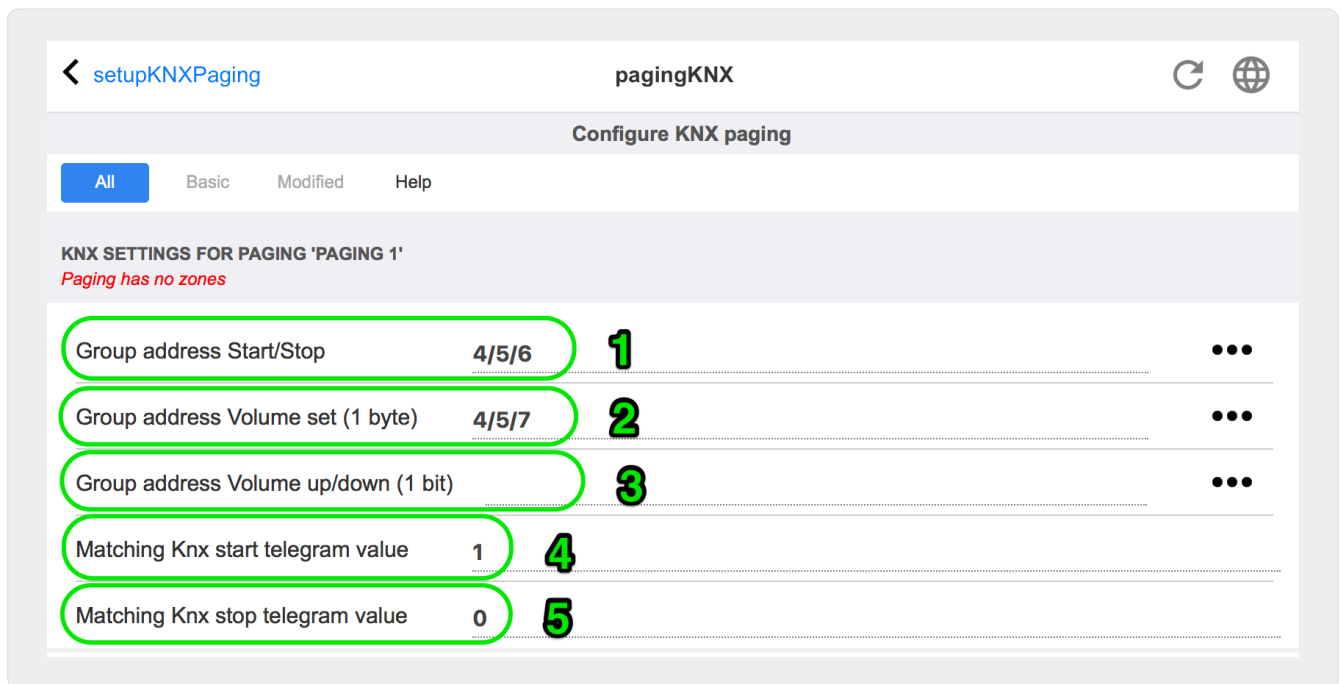 setupKNXPaging pagingKNX
Configure KNX paging
All Basic Modified Help
KNX SETTINGS FOR PAGING 'PAGING 1'
Paging has no zones
Group address Start/Stop 4/5/6 1
Group address Volume set (1 byte) 4/5/7 2
Group address Volume up/down (1 bit) 3
Matching Knx start telegram value 1 4
Matching Knx stop telegram value 0 5